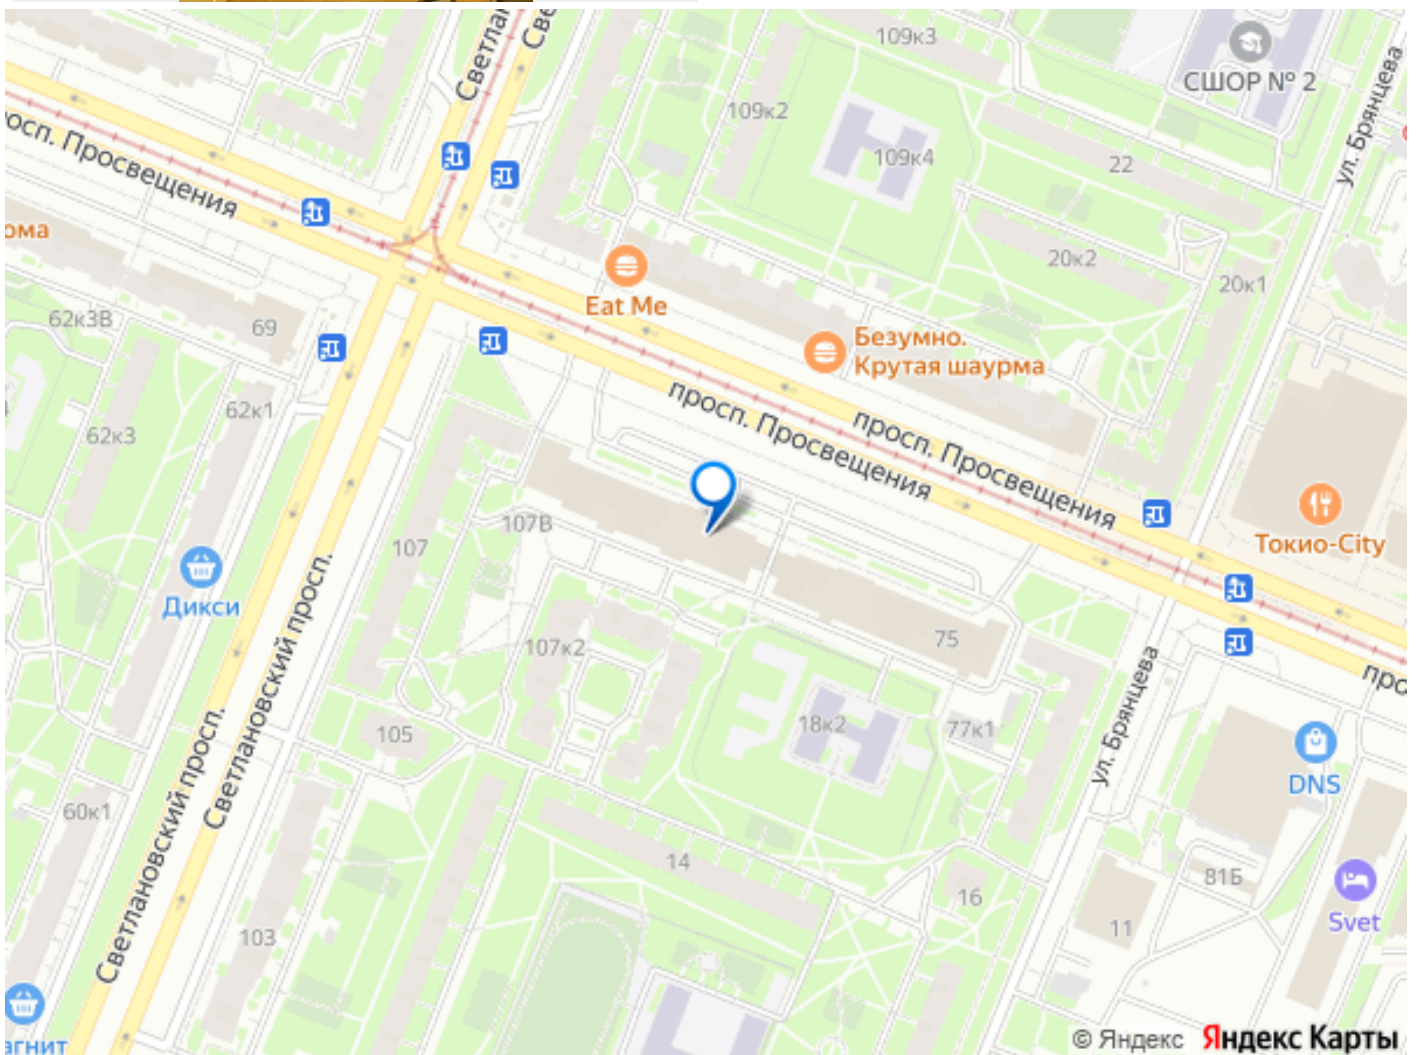 Светлан
Све
109к3
СШОР № 2
ул. Брянцева
109к2
109к4
22
росп. Просвещения
ома
20к2
20к1
Eat Me
62к3В
69
Безумно.
Крутая шаурма
62к1
62к3
просп. Просвещения
просп. Просвещения
107В
107
Токио-City
Дикси
Светлановский просп.
107к2
75
ул. Брянцева
про
18к2
77к1
105
DNS
Светлановский просп.
60к1
14
81Б
16
Svet
11
103
агнит
© Яндекс Яндекс Карты